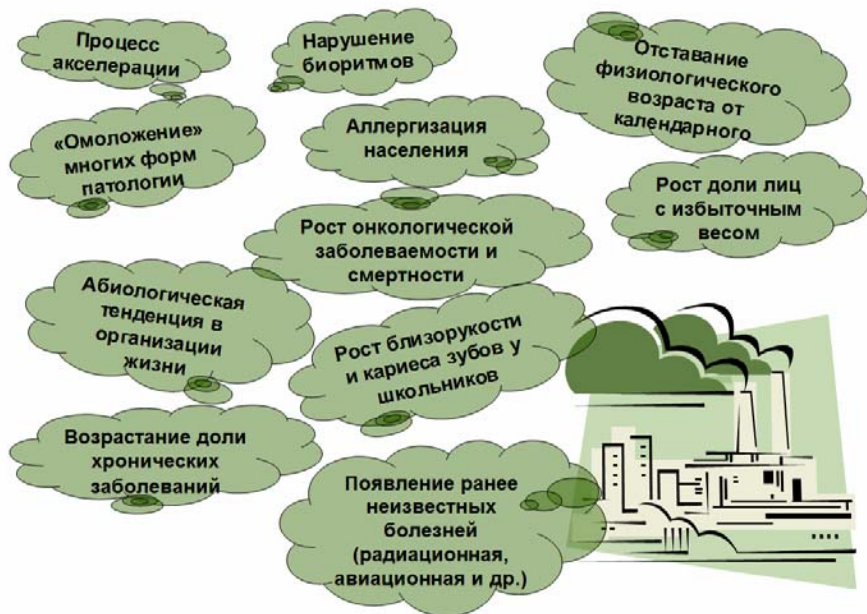 Процесс
акселерации
Нарушение
биоритмов
Отставание
физиологического
возраста от
календарного
«Омоложение»
многих форм
патологии
Аллергизация
населения
Рост доли лиц
с избыточным
весом
Рост онкологической
заболеваемости и
смертности
Абиологическая
тенденция в
организации
жизни
Рост близорукости
и кариеса зубов у
школьников
Возрастание доли
хронических
заболеваний
Появление ранее
неизвестных
болезней
(радиационная,
авиационная и др.)